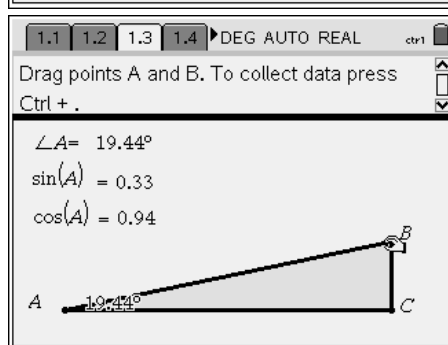 1.1 1.2 1.3 1.4 DEG AUTO REAL ctrl
Drag points A and B. To collect data press
Ctrl + .
∠A= 19.44°
sin(A) = 0.33
cos(A) = 0.94
B
A 19.44° C